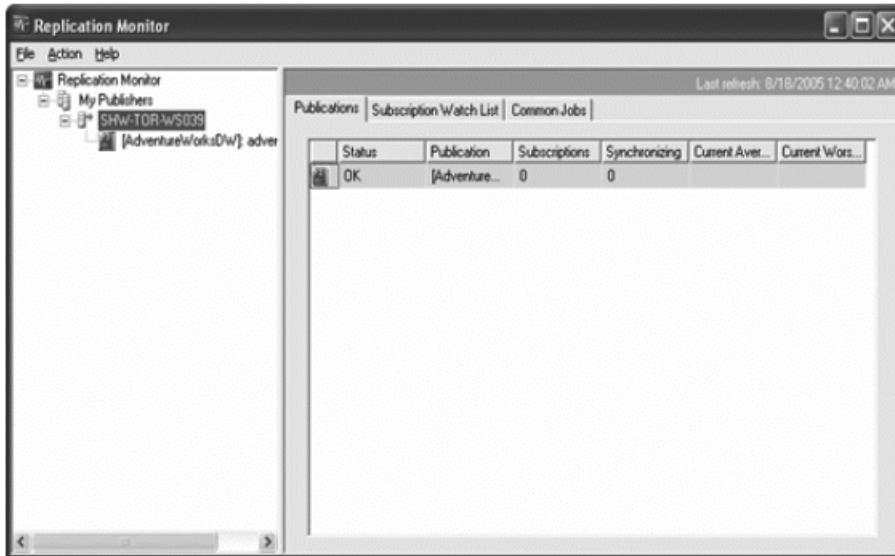 Replication Monitor
File Action Help
Replication Monitor
My Publishers
SHW-TOR-WS039
[AdventureWorksDW]: adver
Last refresh: 8/18/2005 12:40:02 AM
Publications Subscription Watch List Common Jobs
Status Publication Subscriptions Synchronizing Current Aver... Current Wors...
OK [Adventure... 0 0